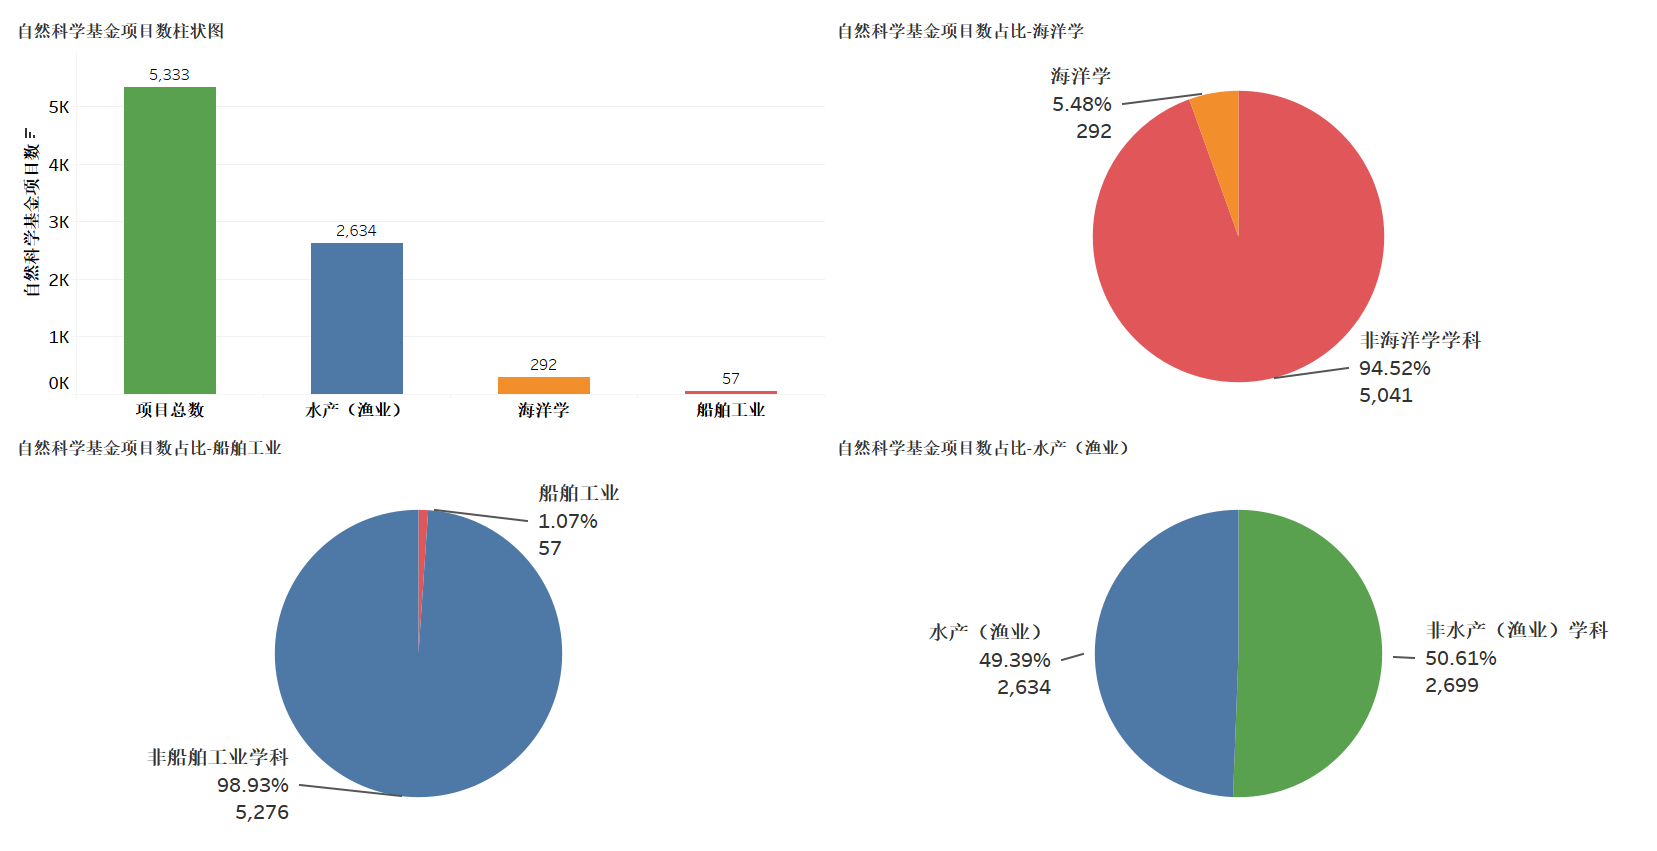 自然科学基金项目数柱状图
自然科学基金项目数
5K
4K
3K
2K
1K
0K
5,333
2,634
292
57
项目总数
水产（渔业）
海洋学
船舶工业
自然科学基金项目数占比-海洋学
海洋学
5.48%
292
非海洋学学科
94.52%
5,041
自然科学基金项目数占比-船舶工业
船舶工业
1.07%
57
非船舶工业学科
98.93%
5,276
自然科学基金项目数占比-水产（渔业）
水产（渔业）
49.39%
2,634
非水产（渔业）学科
50.61%
2,699